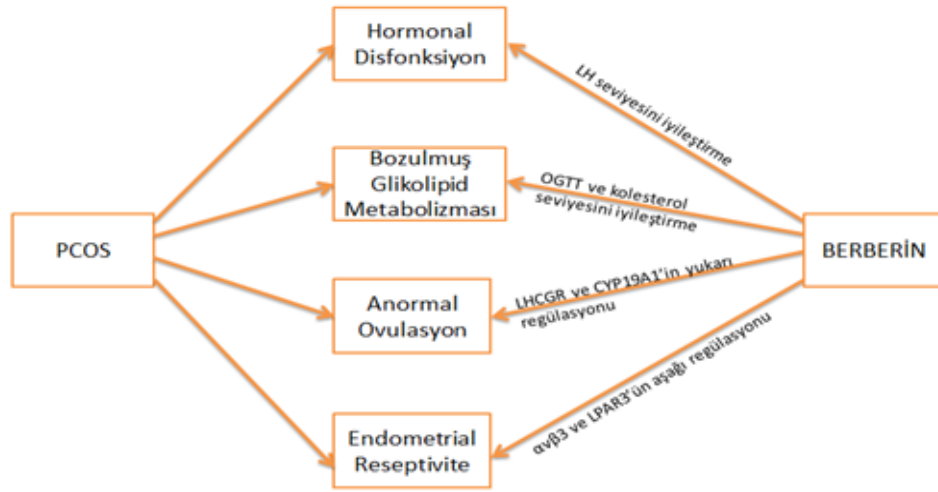 Hormonal
Disfonksiyon
LH seviyesini iyileştirme
Bozulmuş
Glikolipid
Metabolizması
OGTT ve kolesterol
seviyesini iyileştirme
PCOS
BERBERİN
LHCGR ve CYP19A1'in yukarı
regülasyonu
Anormal
Ovulasyon
αvβ3 ve LPAR3'ün aşağı regülasyonu
Endometrial
Reseptivite